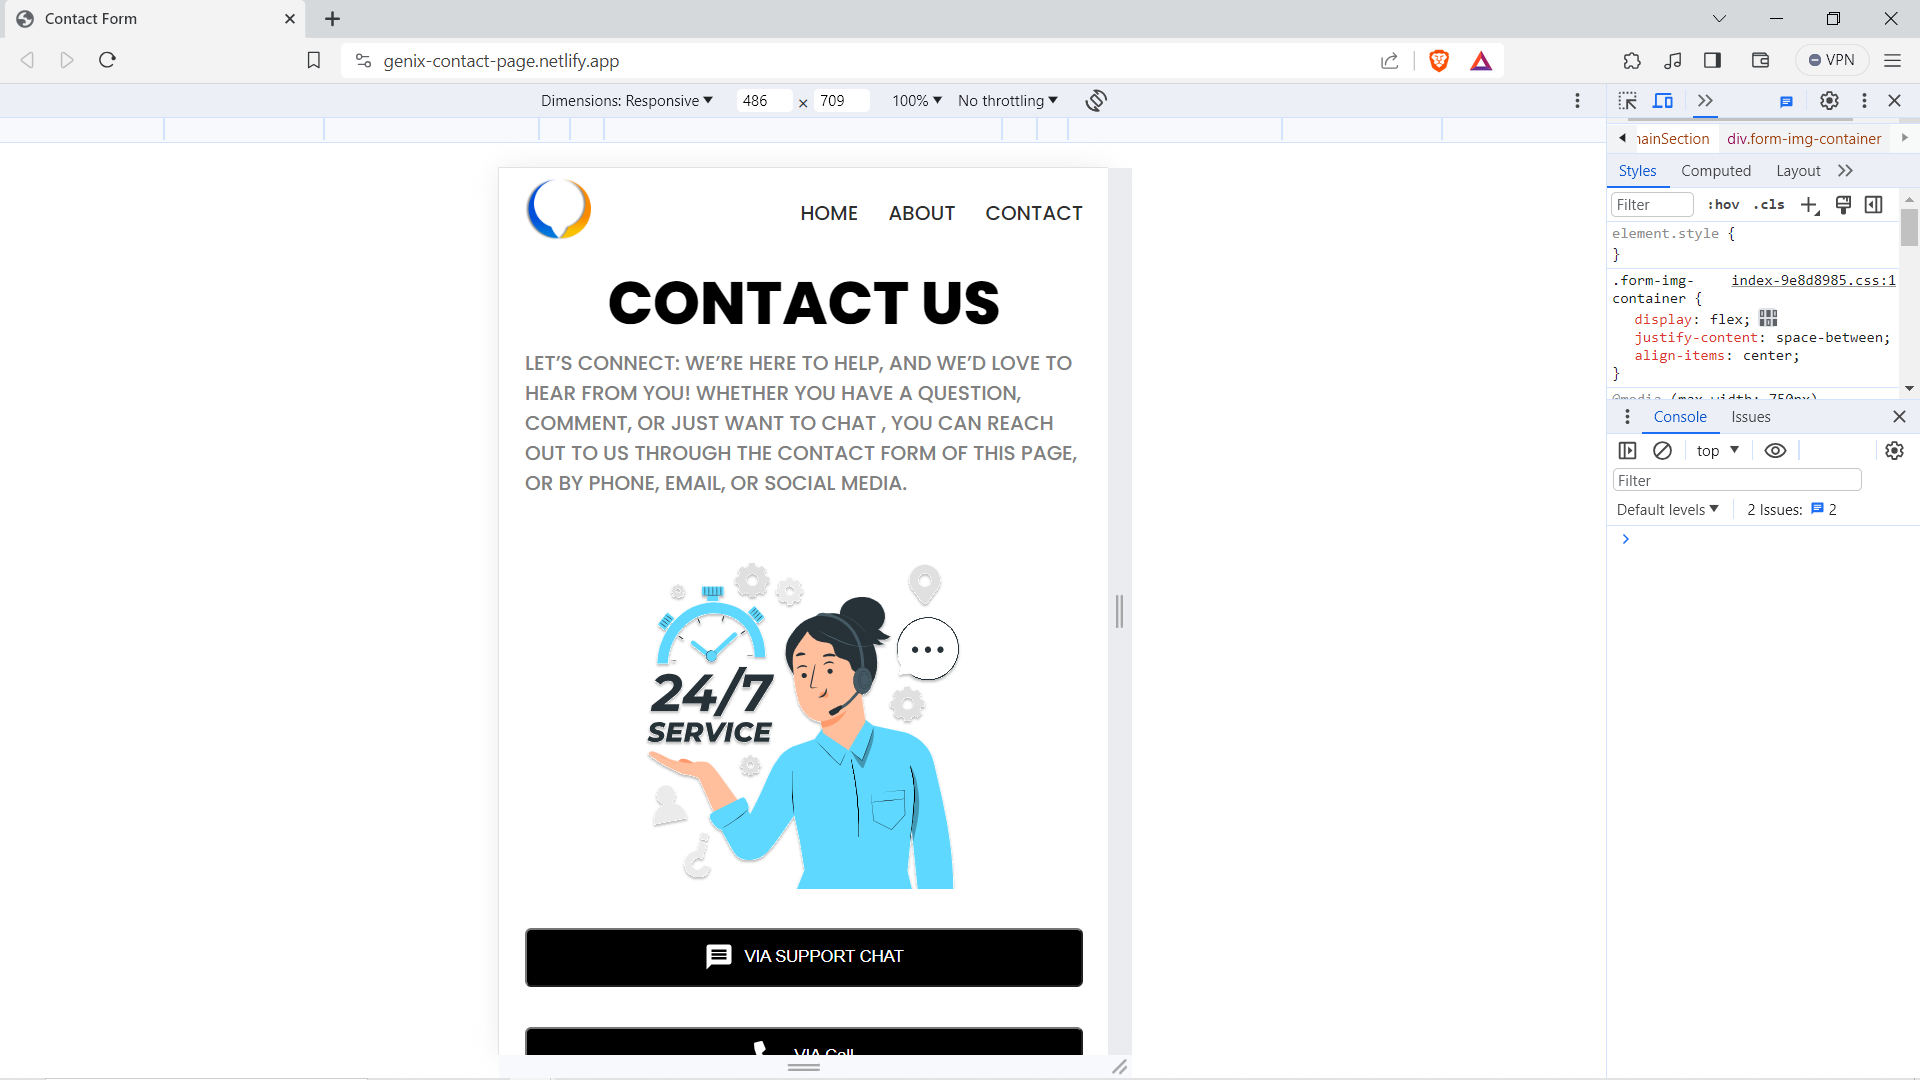 Contact Form
genix-contact-page.netlify.app
VPN
Dimensions: Responsive 486 × 709 100% No throttling
HOME ABOUT CONTACT
CONTACT US
LET’S CONNECT: WE’RE HERE TO HELP, AND WE’D LOVE TO
HEAR FROM YOU! WHETHER YOU HAVE A QUESTION,
COMMENT, OR JUST WANT TO CHAT , YOU CAN REACH
OUT TO US THROUGH THE CONTACT FORM OF THIS PAGE,
OR BY PHONE, EMAIL, OR SOCIAL MEDIA.
24/7
SERVICE
VIA SUPPORT CHAT
VIA Call
nainSection div.form-img-container
Styles Computed Layout
Filter :hov .cls
element.style {
}
.form-img- index-9e8d8985.css:1
container {
display: flex;
justify-content: space-between;
align-items: center;
}
@media (max-width: 750px)
Console Issues
top
Filter
Default levels 2 Issues: 2